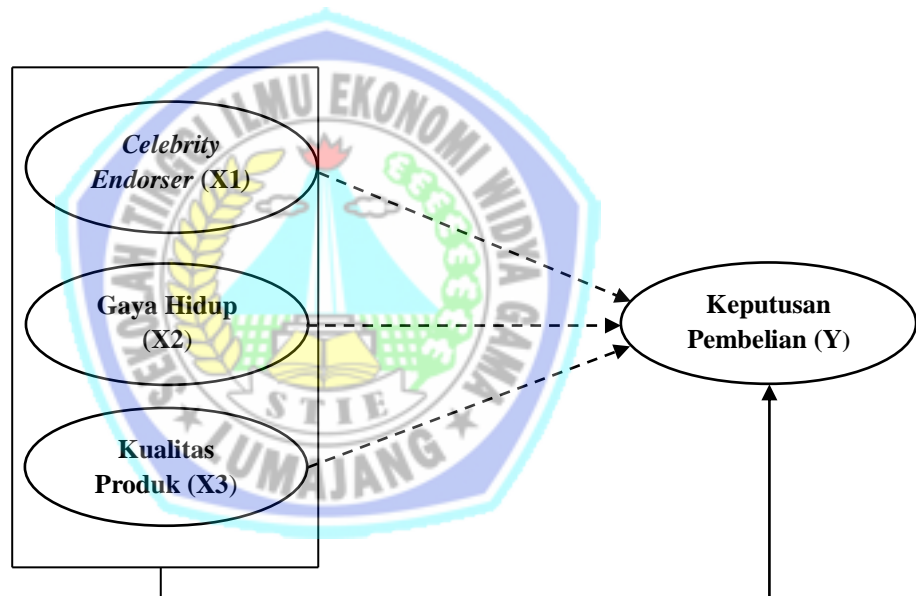 Celebrity
Endorser (X1)
Gaya Hidup
(X2)
Kualitas
Produk (X3)
Keputusan
Pembelian (Y)
SEKOLAH TINGGI ILMU EKONOMI WIDYA GAMA
STIE
LUMAJANG